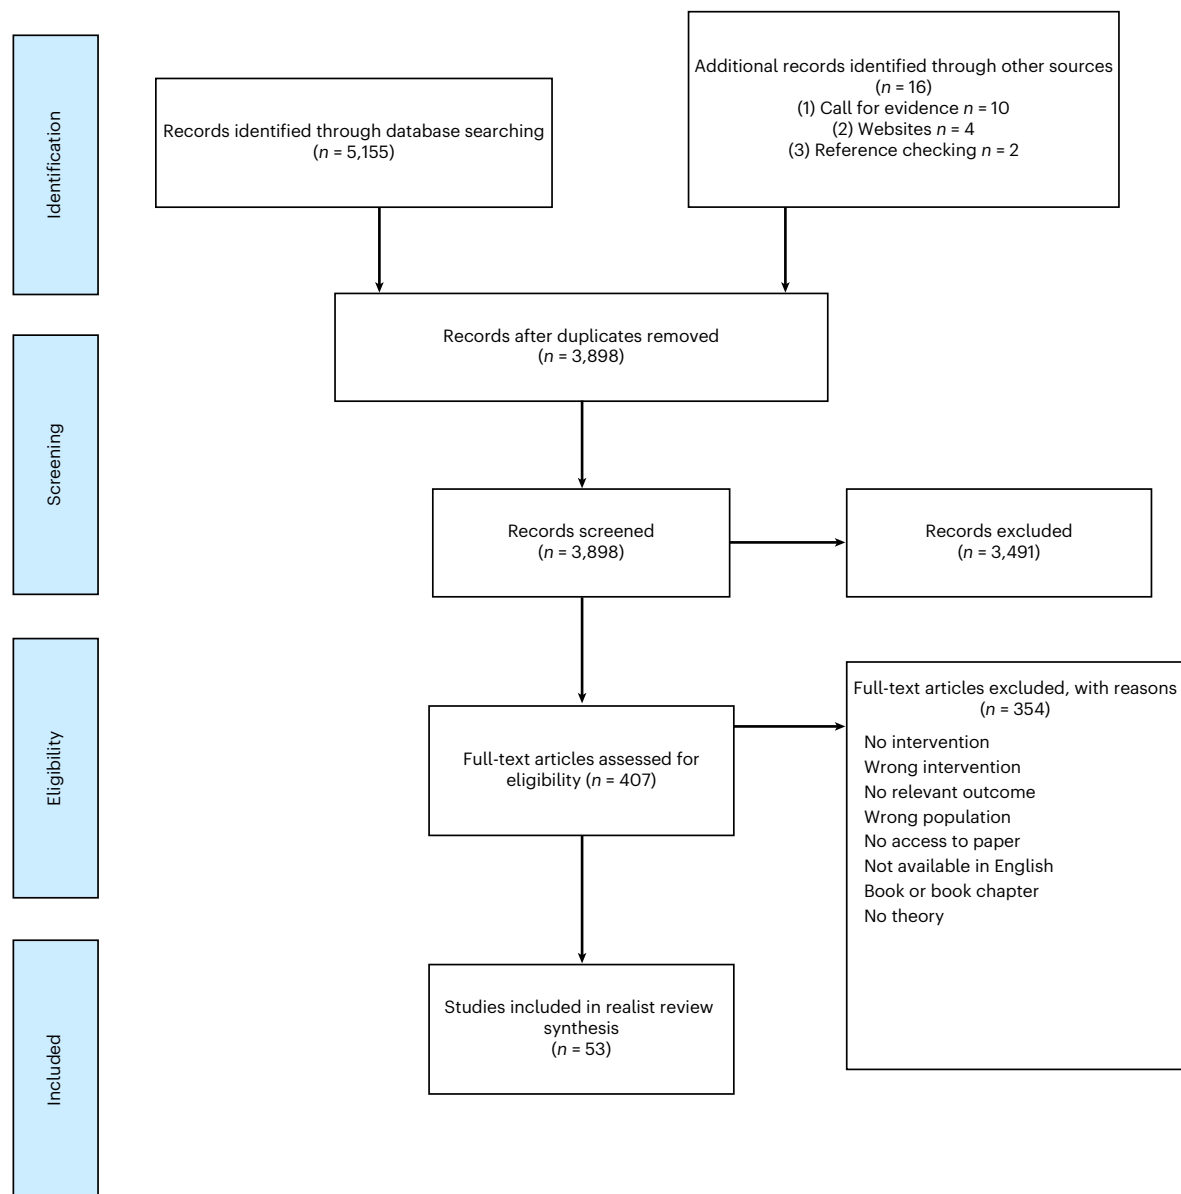 Identification
Records identified through database searching
(n = 5,155)
Additional records identified through other sources
(n = 16)
(1) Call for evidence n = 10
(2) Websites n = 4
(3) Reference checking n = 2
Records after duplicates removed
(n = 3,898)
Screening
Records screened
(n = 3,898)
Records excluded
(n = 3,491)
Eligibility
Full-text articles assessed for
eligibility (n = 407)
Full-text articles excluded, with reasons
(n = 354)
No intervention
Wrong intervention
No relevant outcome
Wrong population
No access to paper
Not available in English
Book or book chapter
No theory
Included
Studies included in realist review
synthesis
(n = 53)